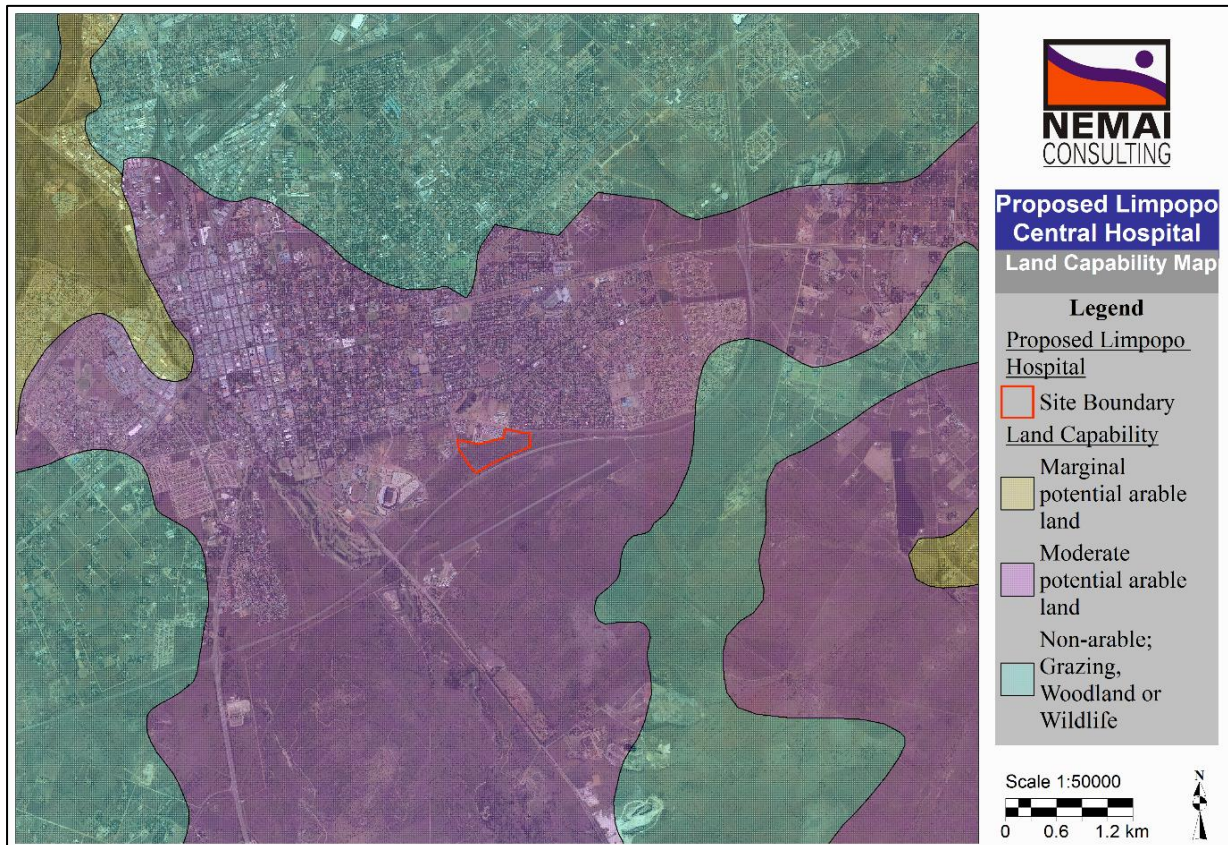 NEMAI
CONSULTING
Proposed Limpopo
Central Hospital
Land Capability Map
Legend
Proposed Limpopo
Hospital
Site Boundary
Land Capability
Marginal
potential arable
land
Moderate
potential arable
land
Non-arable;
Grazing,
Woodland or
Wildlife
Scale 1:50000
N
0 0.6 1.2 km